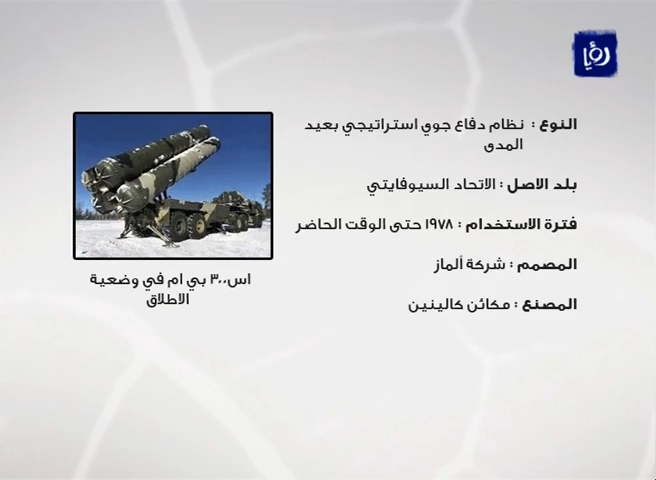 رؤيا
النوع : نظام دفاع جوي استراتيجي بعيد
المدى
بلد الاصل : الاتحاد السيوفايتي
فترة الاستخدام : ١٩٧٨ حتى الوقت الحاضر
المصمم : شركة ألماز
المصنع : مكائن كالينين
اس٣٠٠ بي ام في وضعية
الاطلاق